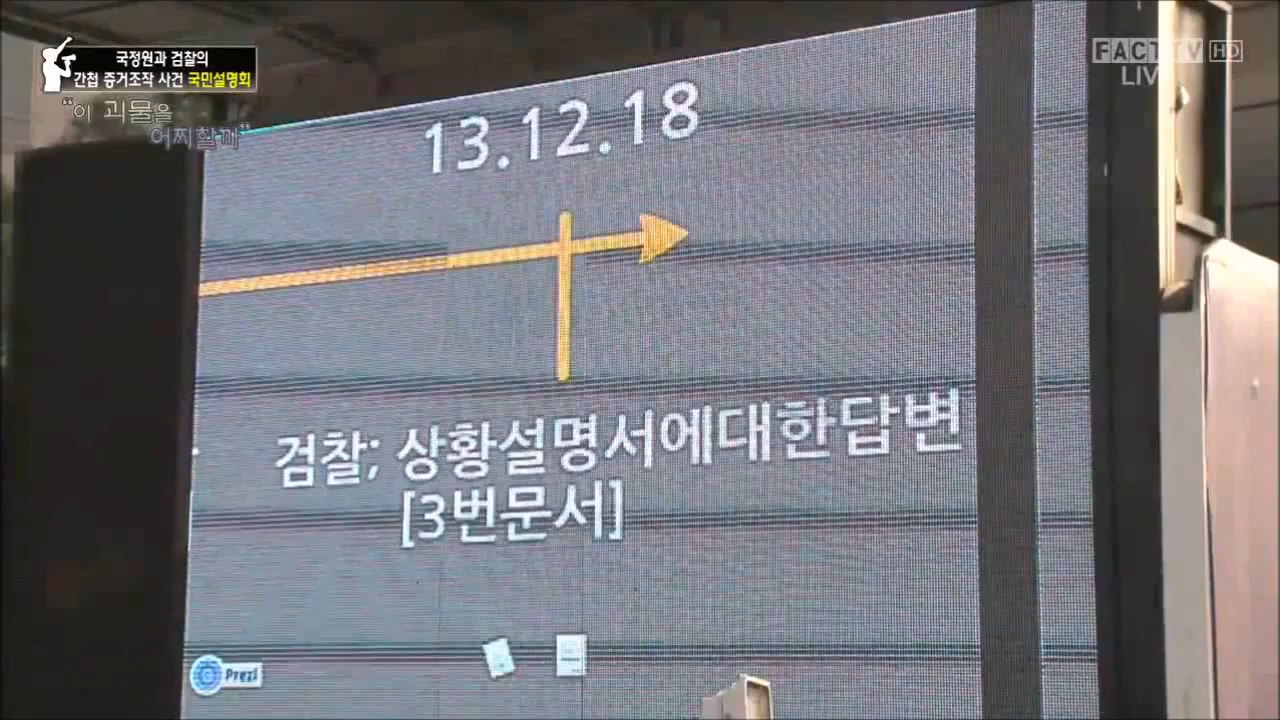 국정원과 검찰의
간첩 증거조작 사건 국민설명회
“이 괴물을
어찌할까”
FACT TV HD
LIV
13.12.18
검찰; 상황설명서에대한답변
[3번문서]
Prezi